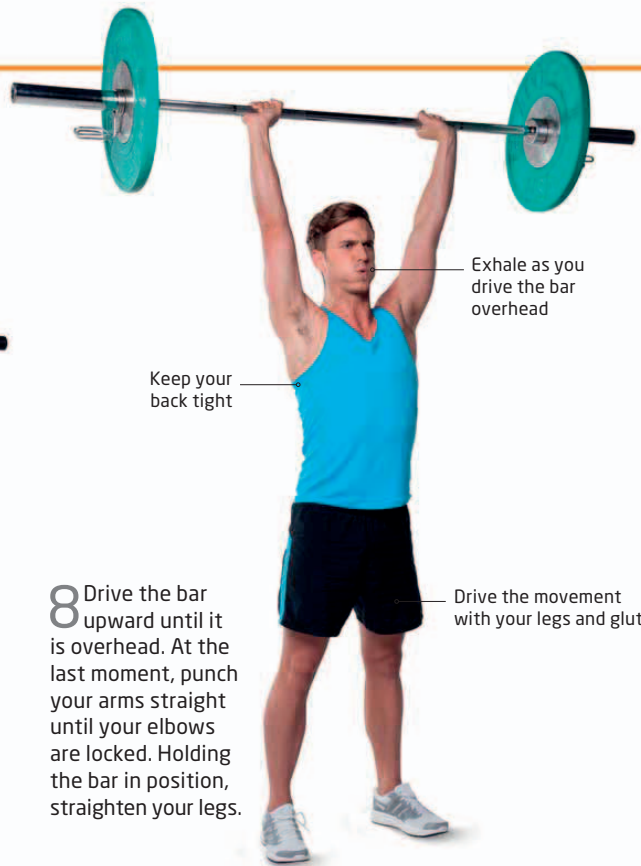 Exhale as you
drive the bar
overhead
Keep your
back tight
Drive the movement
with your legs and glut
8 Drive the bar
upward until it
is overhead. At the
last moment, punch
your arms straight
until your elbows
are locked. Holding
the bar in position,
straighten your legs.